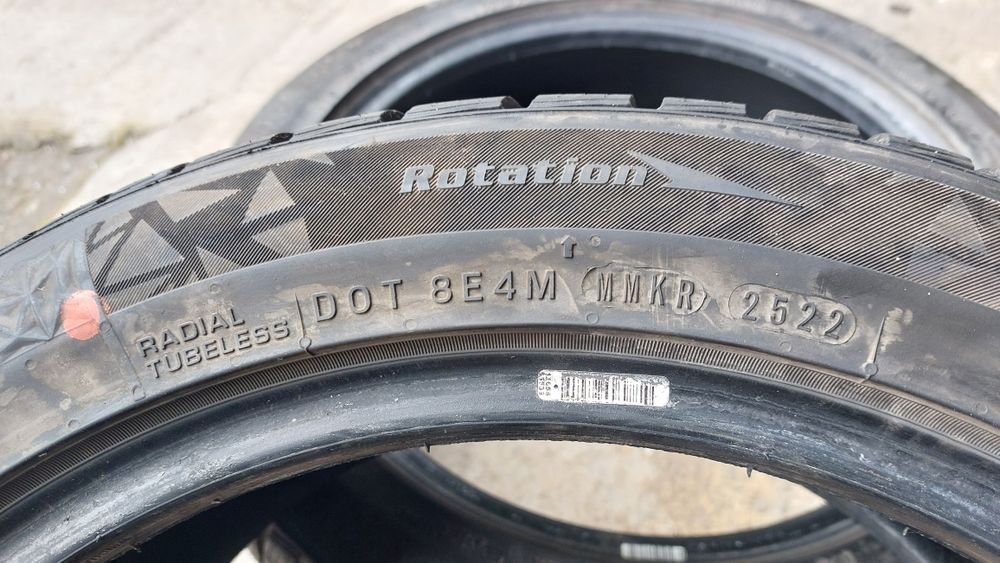 Rotation
RADIAL
TUBELESS
DOT 8E4M MMKR 2522